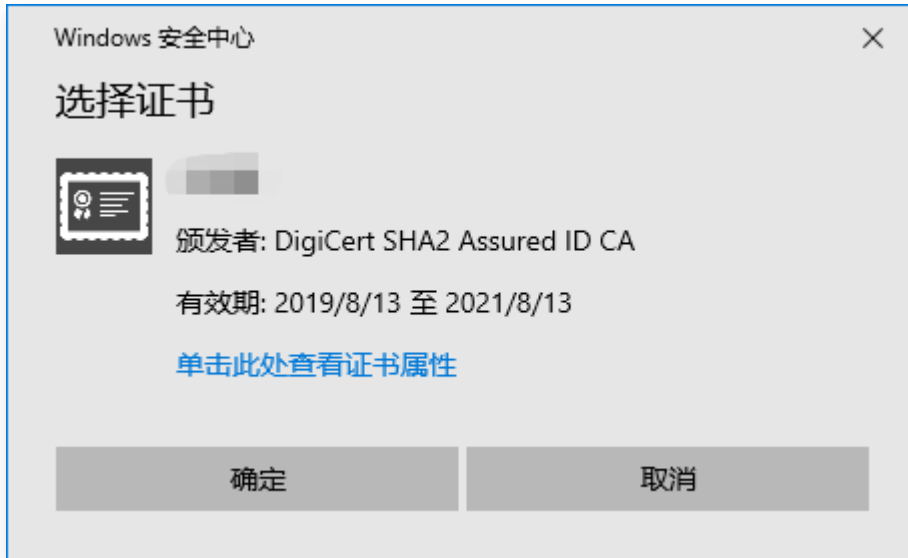 Windows 安全中心
选择证书
颁发者: DigiCert SHA2 Assured ID CA
有效期: 2019/8/13 至 2021/8/13
单击此处查看证书属性
确定
取消